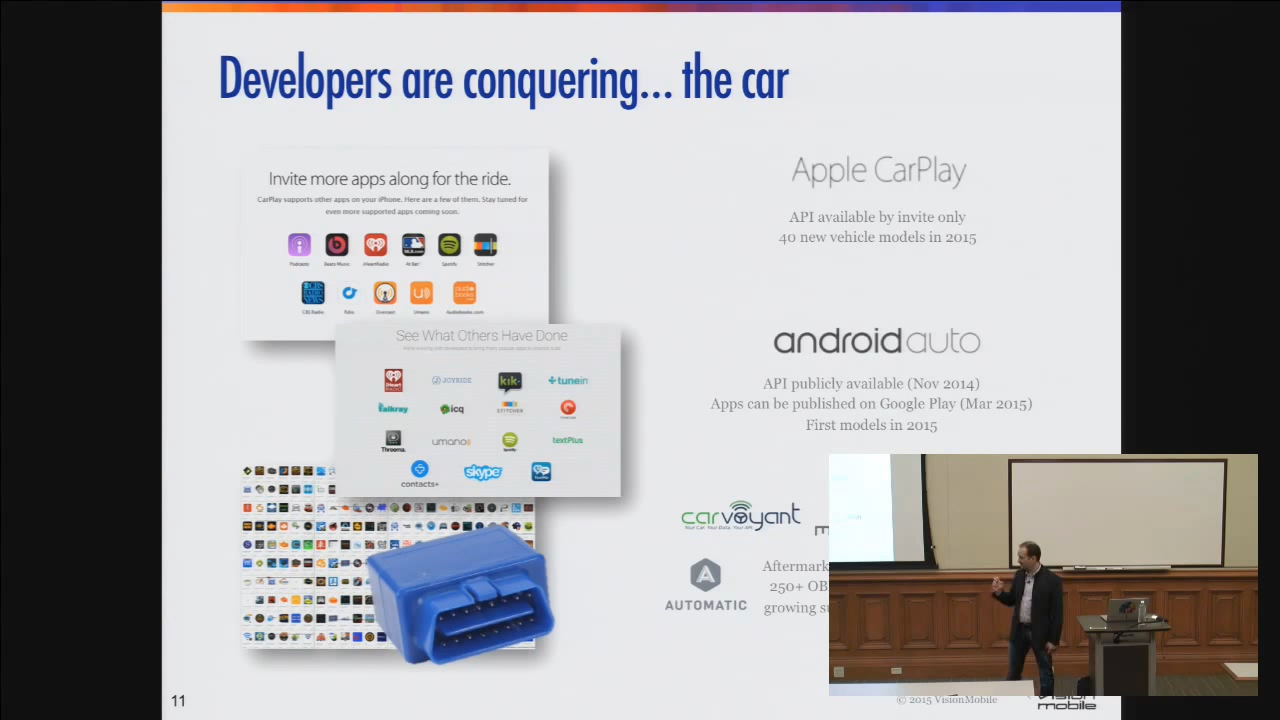 Developers are conquering... the car
Invite more apps along for the ride.
CarPlay supports other apps on your iPhone. Here are a few of them. Stay tuned for
even more supported apps coming soon.
Podcasts Beats Music iHeartRadio At Bat Spotify Stitcher
CBS Radio Rdio Overcast Umano Audiobooks.com
See What Others Have Done
iHeart RADIO JOYRIDE kik tunein
talkray icq STITCHER
Threema. umano Spotify textPlus
contacts+ skype
Apple CarPlay
API available by invite only
40 new vehicle models in 2015
android auto
API publicly available (Nov 2014)
Apps can be published on Google Play (Mar 2015)
First models in 2015
carvoyant
Your Car. Your Data. Your API
AUTOMATIC
Aftermark
250+ OB
growing
11
© 2015 VisionMobile
vision
mobile